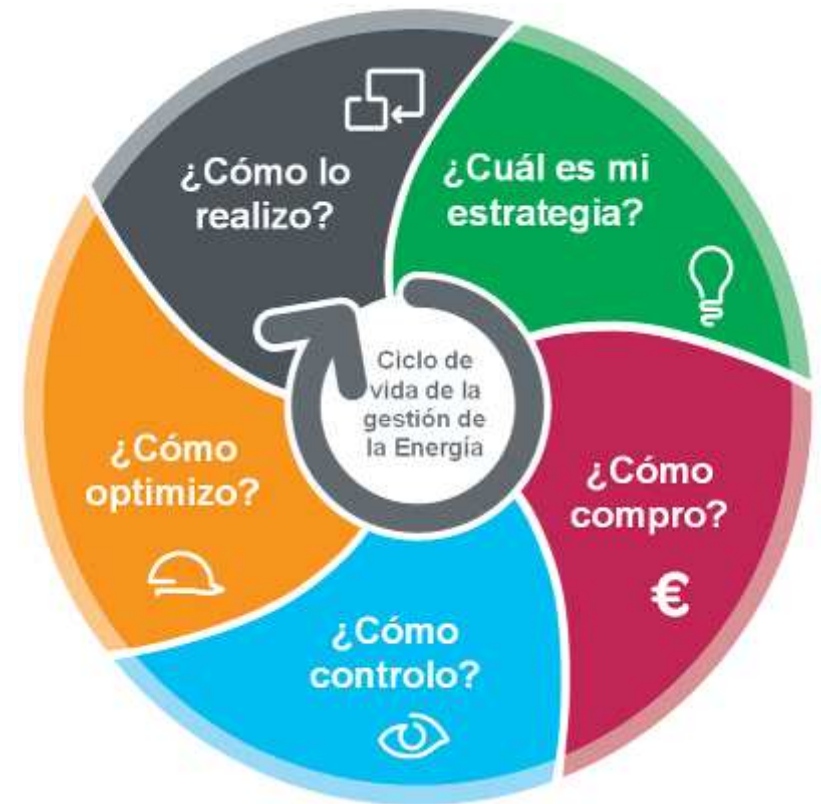 ¿Cómo lo
realizo?
¿Cuál es mi
estrategia?
Ciclo de
vida de la
gestión de
la Energía
¿Cómo
optimizo?
¿Cómo
compro?
€
¿Cómo
controlo?